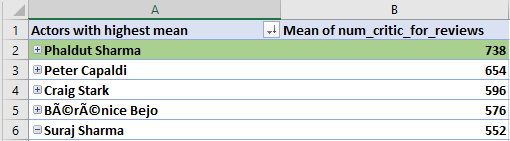 A B
1 Actors with highest mean Mean of num_critic_for_reviews
2 Phaldut Sharma 738
3 Peter Capaldi 654
4 Craig Stark 596
5 BÃ©rÃ©nice Bejo 576
6 Suraj Sharma 552